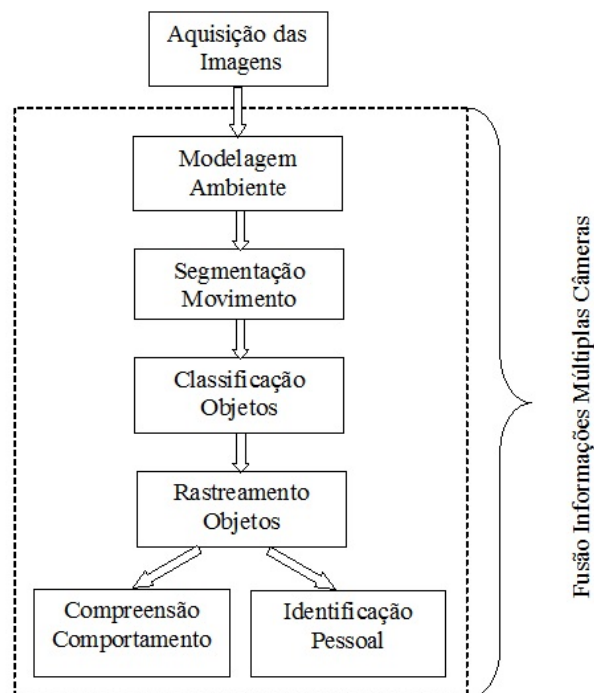 Aquisição das
Imagens
Modelagem
Ambiente
Segmentação
Movimento
Classificação
Objetos
Rastreamento
Objetos
Compreensão
Comportamento
Identificação
Pessoal
Fusão Informações Múltiplas Câmeras